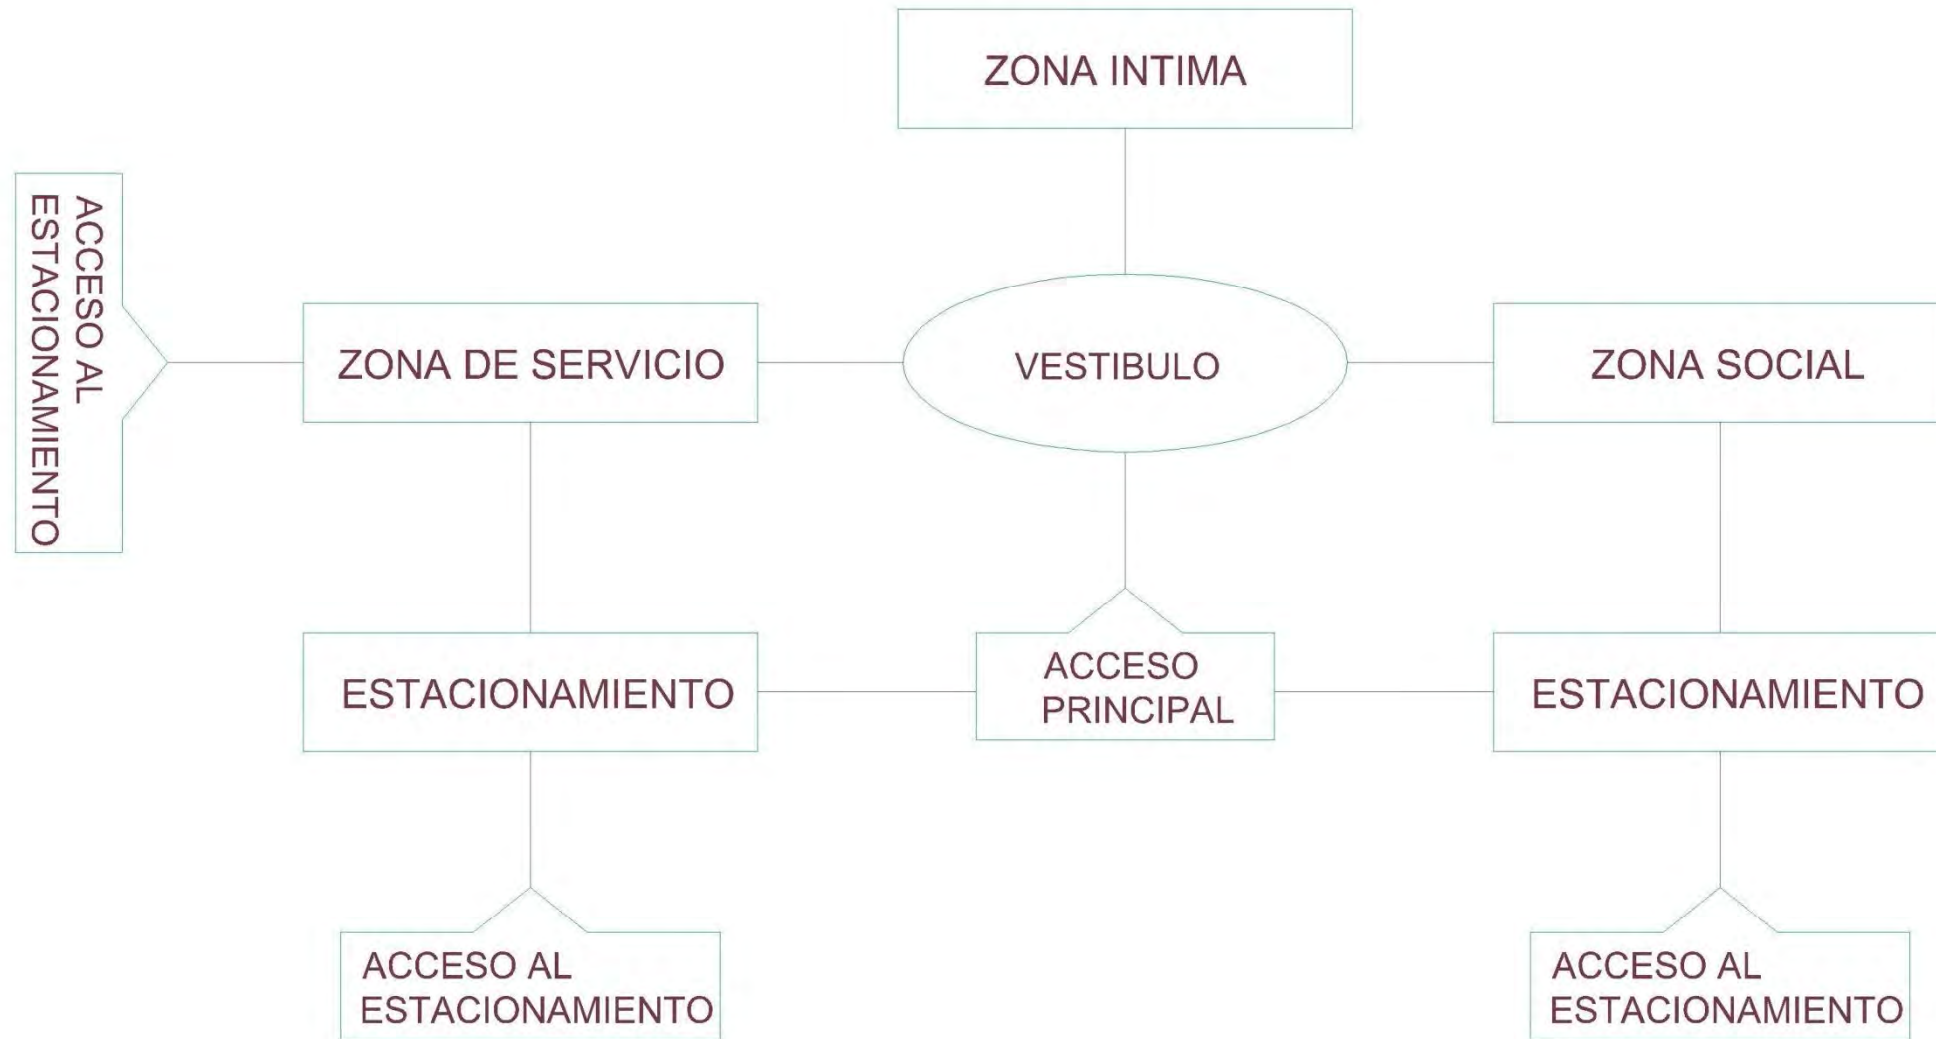 ZONA INTIMA
ACCESO AL
ESTACIONAMIENTO
ZONA DE SERVICIO
VESTIBULO
ZONA SOCIAL
ESTACIONAMIENTO
ACCESO
PRINCIPAL
ESTACIONAMIENTO
ACCESO AL
ESTACIONAMIENTO
ACCESO AL
ESTACIONAMIENTO